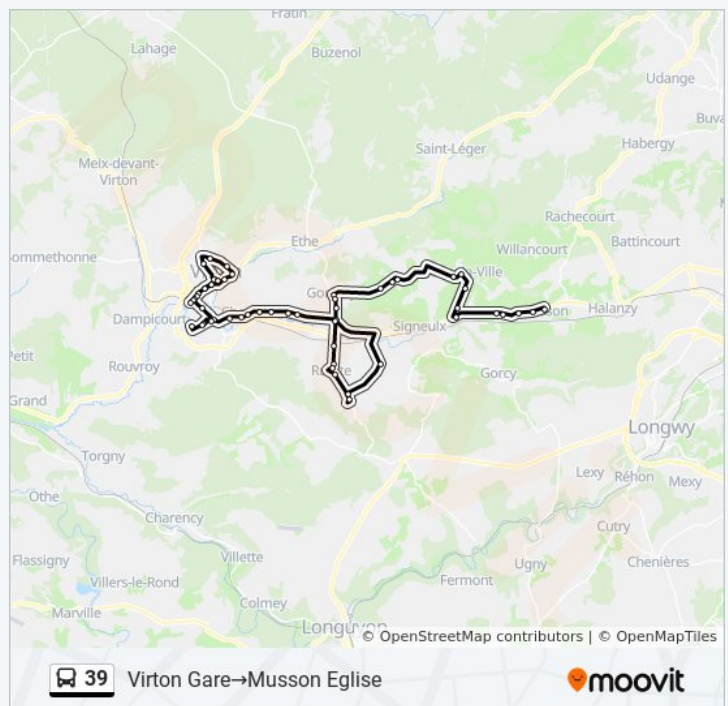 Fratin
Lahage
Buzenol
Udange
Buva
Habergy
Saint-Léger
Meix-devant-
Virton
Rachecourt
Battincourt
Willancourt
Sommethonne
Ethe
Halanzy
Dampicourt
Signeulx
Petit
Rouvroy
Gorcy
Grand
Longwy
Torgny
Lexy
Réhon
Mexy
Othe
Charency
Cutry
Flassigny
Villette
Ugny
Chenières
Villers-le-Rond
Fermont
Colmey
Marville
Longuyon
© OpenStreetMap contributors | © OpenMapTiles
39 Virton Gare→Musson Eglise
moovit